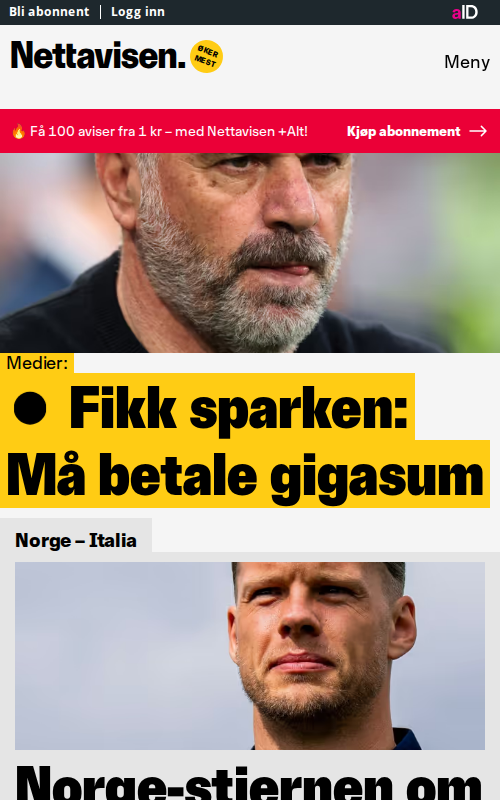 Bli abonnent | Logg inn
aID
Nettavisen.
ØKER
MEST
Meny
🔥 Få 100 aviser fra 1 kr – med Nettavisen +Alt!
Kjøp abonnement →
Medier:
● Fikk sparken:
Må betale gigasum
Norge – Italia
Norge-stjernen om